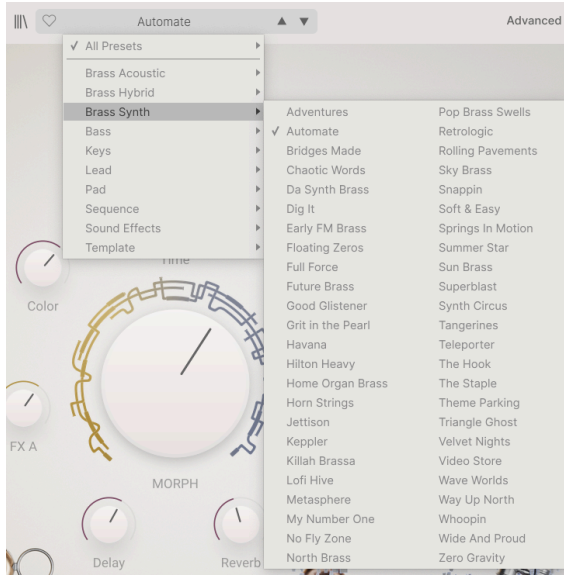 Automate
Advanced
✓ All Presets
Brass Acoustic
Brass Hybrid
Brass Synth
Bass
Keys
Lead
Pad
Sequence
Sound Effects
Template
Adventures
✓ Automate
Bridges Made
Chaotic Words
Da Synth Brass
Dig It
Early FM Brass
Floating Zeros
Full Force
Future Brass
Good Glistener
Grit in the Pearl
Havana
Hilton Heavy
Home Organ Brass
Horn Strings
Jettison
Keppler
Killah Brassa
Lofi Hive
Metasphere
My Number One
No Fly Zone
North Brass
Pop Brass Swells
Retrologic
Rolling Pavements
Sky Brass
Snappin
Soft & Easy
Springs In Motion
Summer Star
Sun Brass
Superblast
Synth Circus
Tangerines
Teleporter
The Hook
The Staple
Theme Parking
Triangle Ghost
Velvet Nights
Video Store
Wave Worlds
Way Up North
Whoopin
Wide And Proud
Zero Gravity
Time
Color
FX A
MORPH
Delay
Reverb